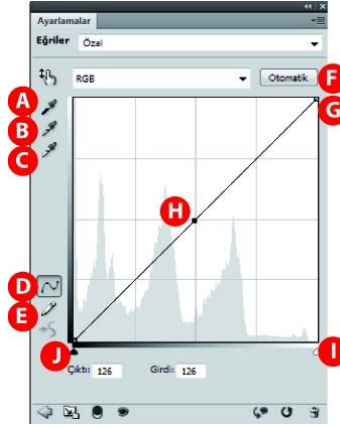 Ayarlamalar
Eğriler Özel
RGB Otomatik F
A G
B
C
H
D
E
J I
Çıktı: 126 Girdi: 126